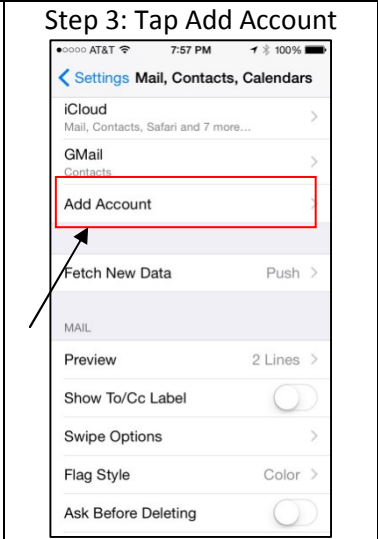 Step 3: Tap Add Account
AT&T 7:57 PM 100%
Settings Mail, Contacts, Calendars
iCloud
Mail, Contacts, Safari and 7 more...
GMail
Contacts
Add Account
Fetch New Data Push
MAIL
Preview 2 Lines
Show To/Cc Label
Swipe Options
Flag Style Color
Ask Before Deleting